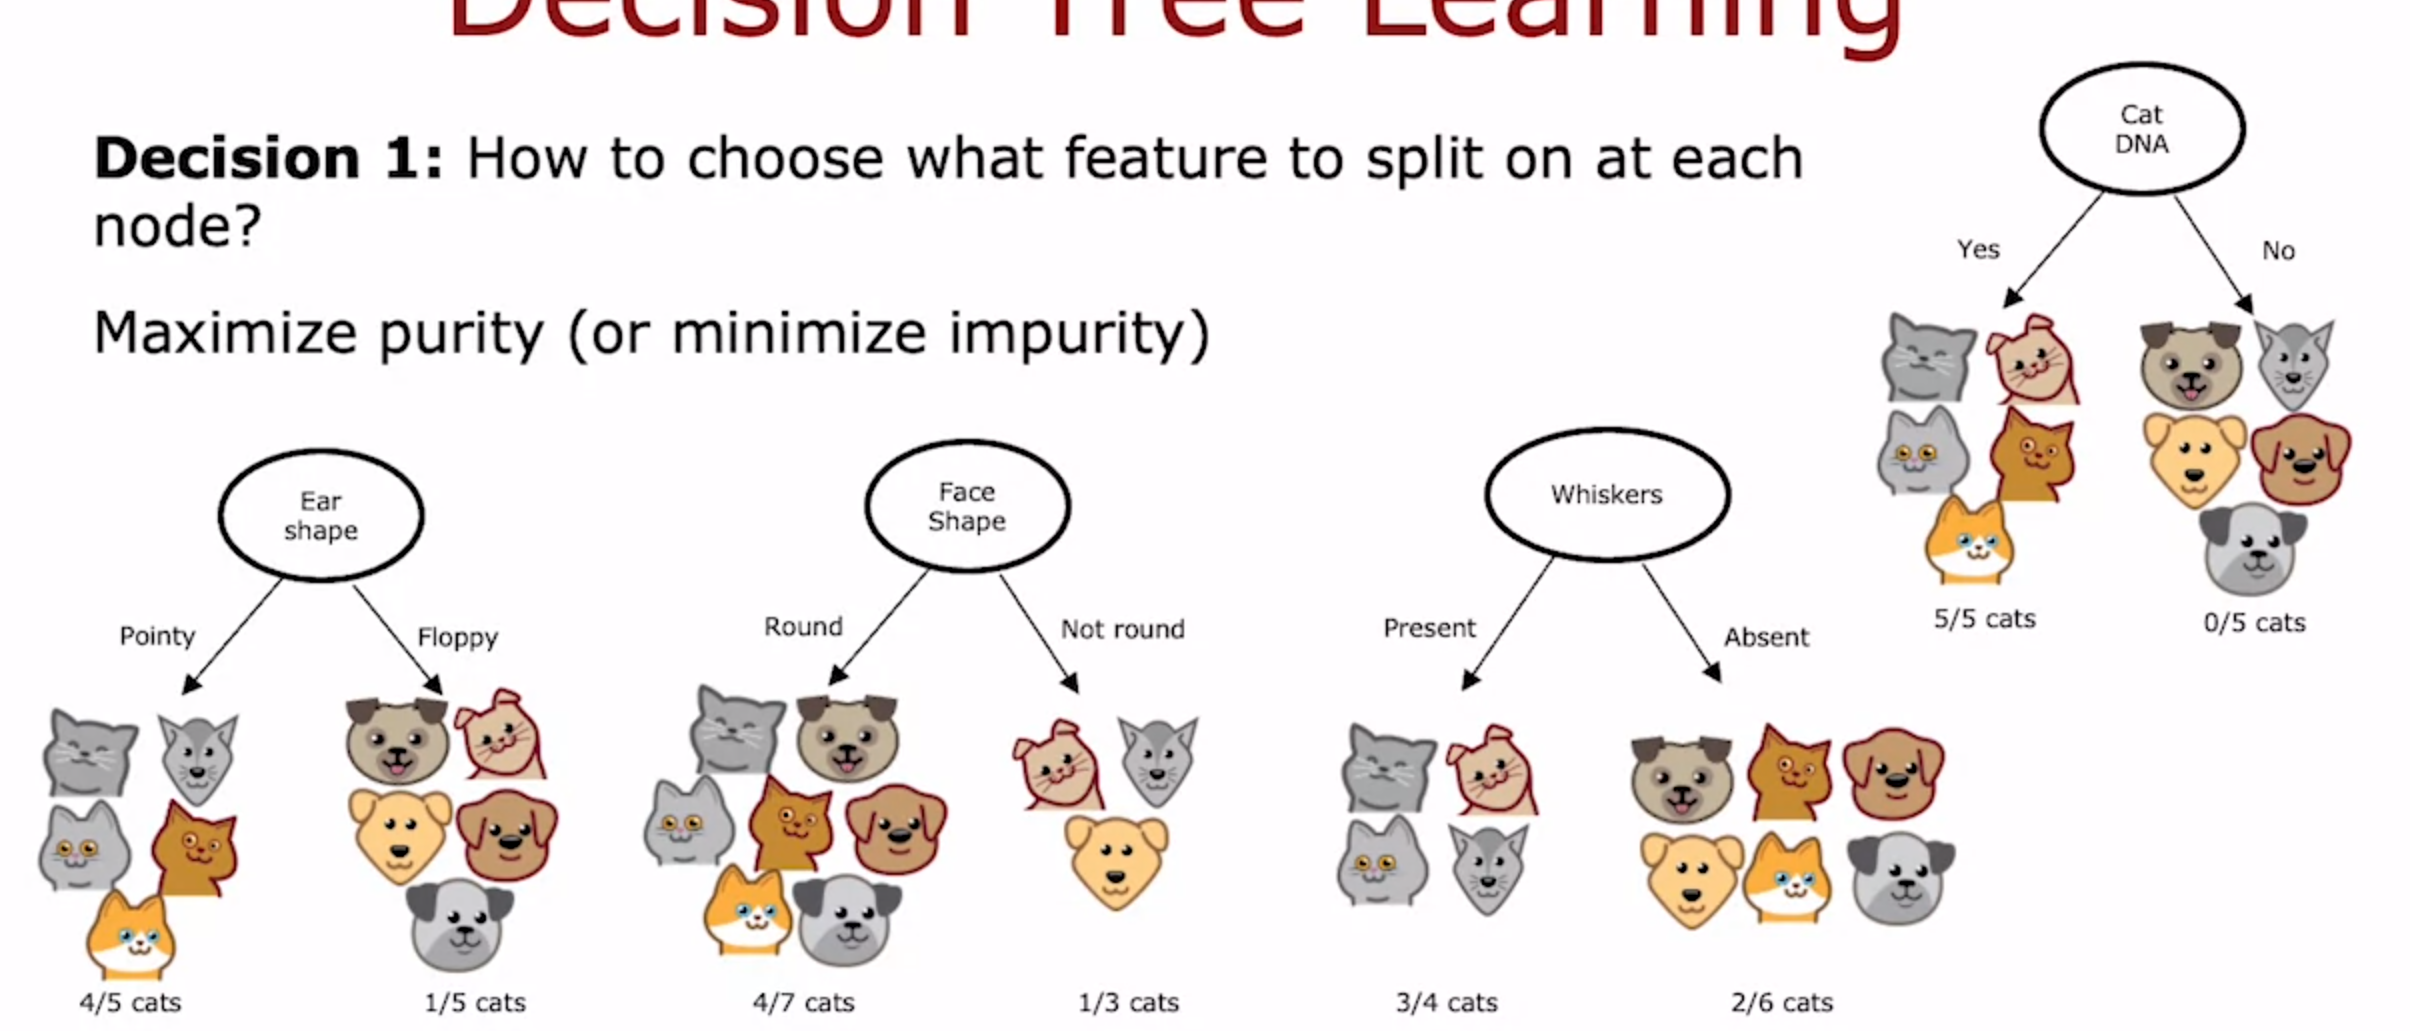 Decision Tree Learning
Decision 1: How to choose what feature to split on at each
node?
Maximize purity (or minimize impurity)
Cat
DNA
Yes
No
5/5 cats
0/5 cats
Ear
shape
Pointy
Floppy
4/5 cats
1/5 cats
Face
Shape
Round
Not round
4/7 cats
1/3 cats
Whiskers
Present
Absent
3/4 cats
2/6 cats